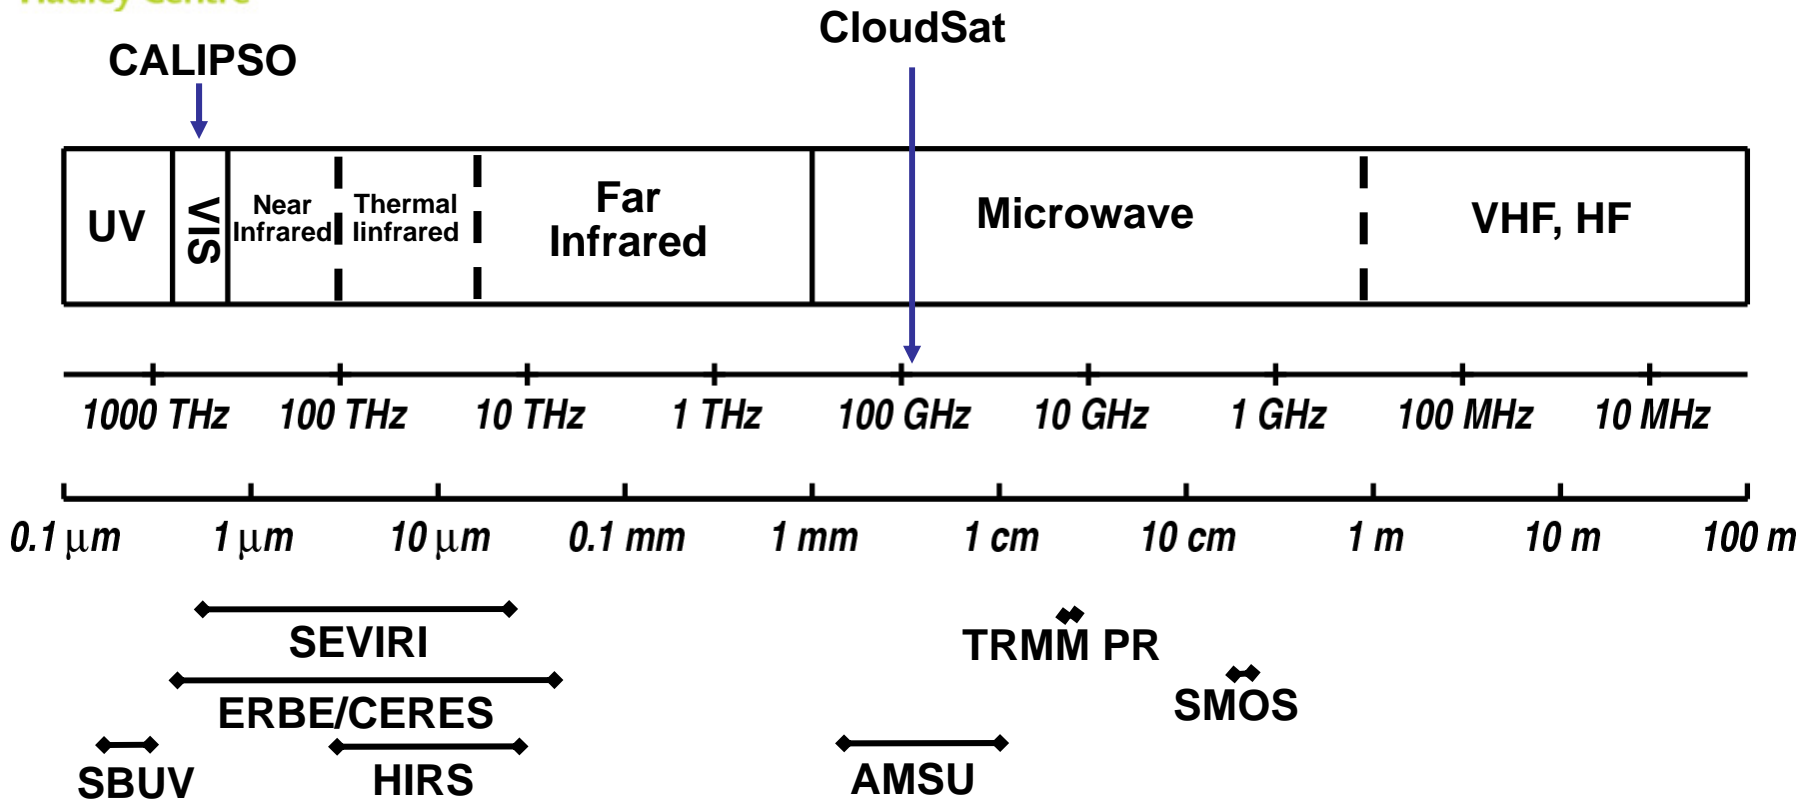 Hadley Centre
CloudSat
CALIPSO
UV
VIS
Near
Infrared
Thermal
Iinfrared
Far
Infrared
Microwave
VHF, HF
1000 THz 100 THz 10 THz 1 THz 100 GHz 10 GHz 1 GHz 100 MHz 10 MHz
0.1 μm 1 μm 10 μm 0.1 mm 1 mm 1 cm 10 cm 1 m 10 m 100 m
SEVIRI
TRMM PR
ERBE/CERES
SMOS
SBUV
HIRS
AMSU